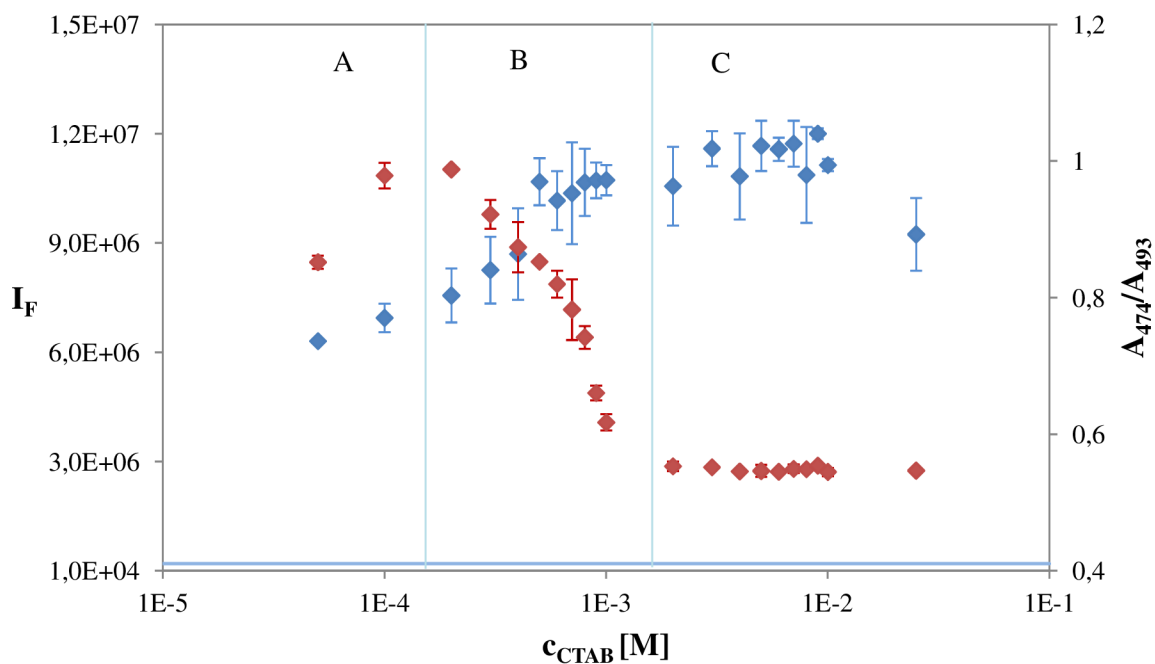 1,5E+07
1,2E+07
9,0E+06
6,0E+06
3,0E+06
1,0E+04
I_F
A
B
C
1,2
1
0,8
0,6
0,4
A_474/A_493
1E-5
1E-4
1E-3
1E-2
1E-1
c_CTAB [M]